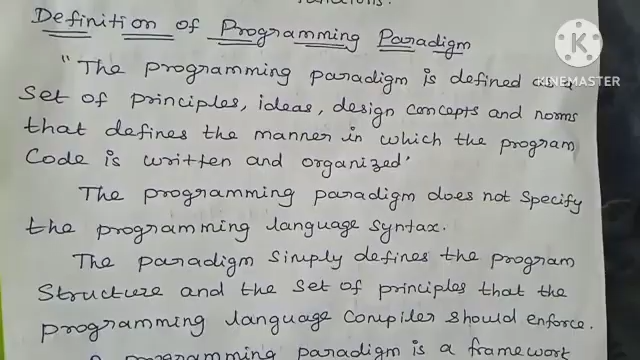 functions.
Definition of Programming Paradigm
"The programming paradigm is defined as a
Set of principles, ideas, design concepts and norms
that defines the manner in which the program
Code is written and organized'
The programming paradigm does not specify
the programming language syntax.
The paradigm simply defines the program
Structure and the set of principles that the
programming language compiler should enforce.
programming paradigm is a framework
KINEMASTER